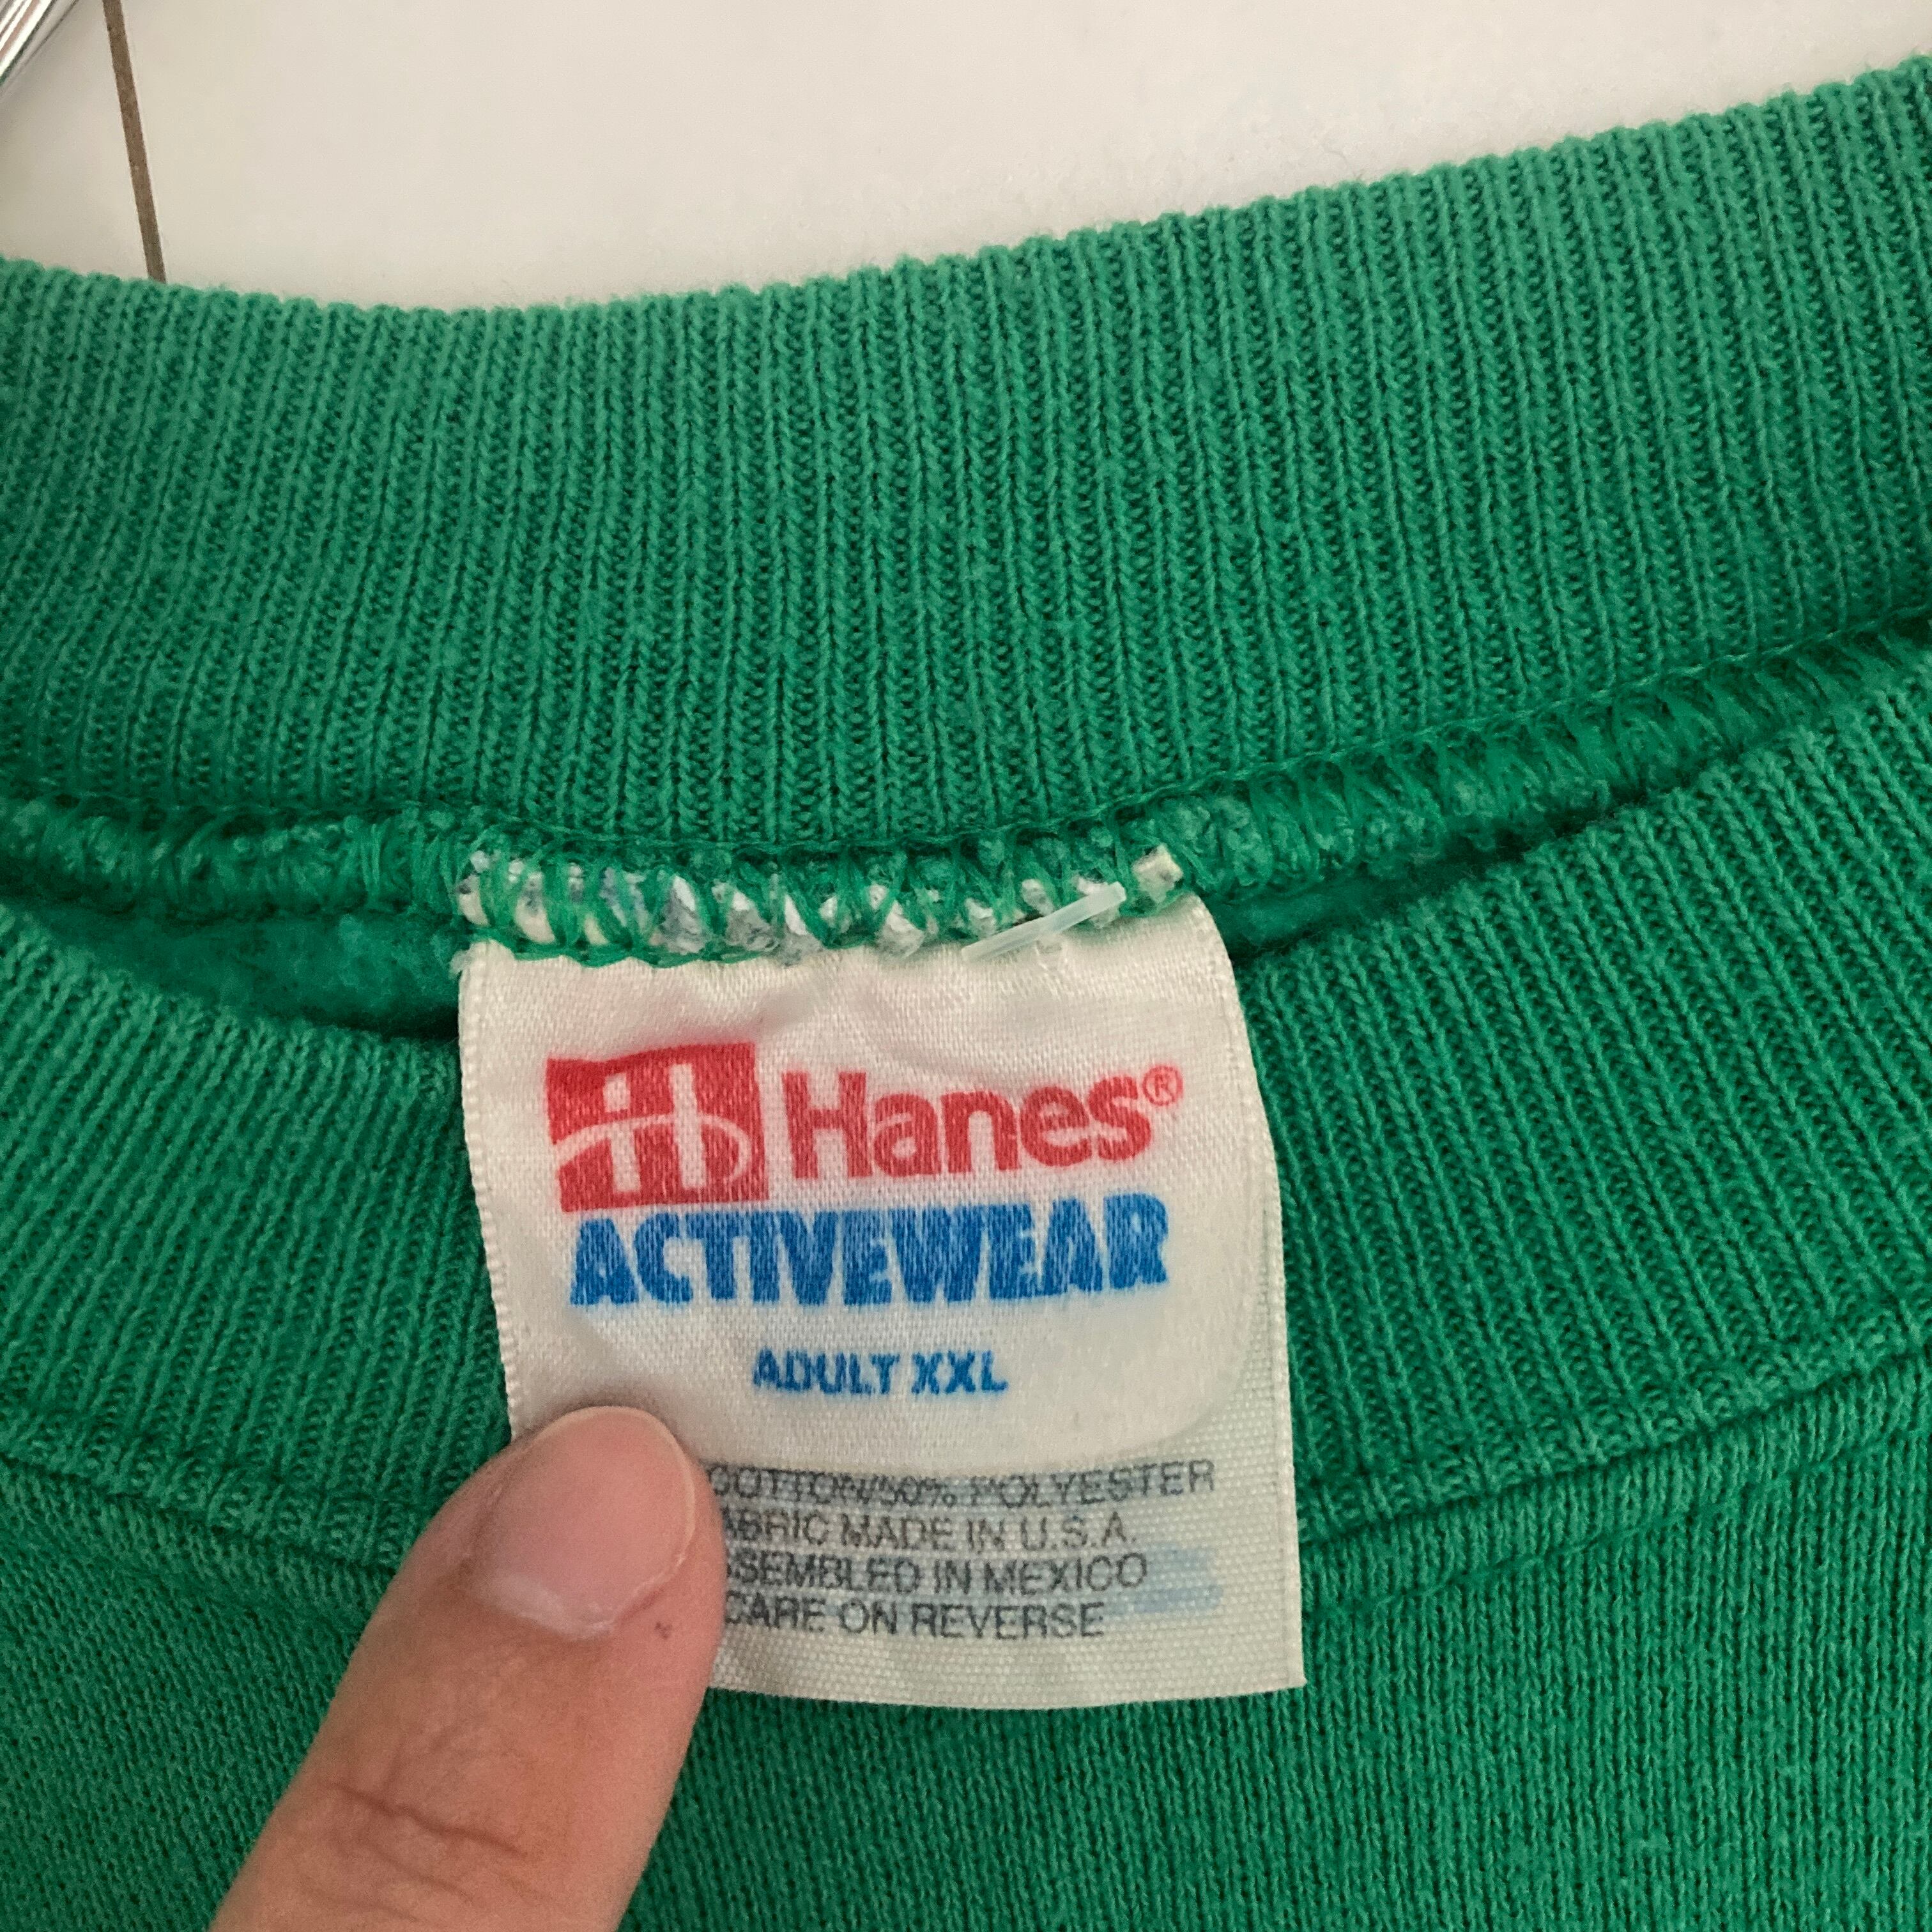 Hanes®
ACTIVEWEAR
ADULT XXL
COTTON/50% POLYESTER
FABRIC MADE IN U.S.A.
ASSEMBLED IN MEXICO
CARE ON REVERSE